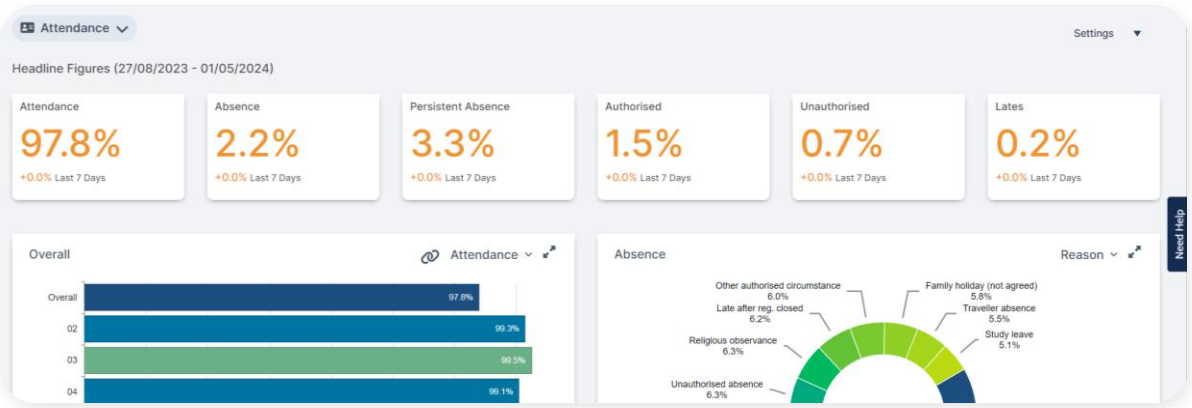 Attendance
Settings
Headline Figures (27/08/2023 - 01/05/2024)
Attendance
97.8%
+0.0% Last 7 Days
Absence
2.2%
+0.0% Last 7 Days
Persistent Absence
3.3%
+0.0% Last 7 Days
Authorised
1.5%
+0.0% Last 7 Days
Unauthorised
0.7%
+0.0% Last 7 Days
Lates
0.2%
+0.0% Last 7 Days
Need Help
Overall
Attendance
Overall
97.8%
02
99.3%
03
99.5%
04
99.1%
Absence
Reason
Other authorised circumstance
6.0%
Family holiday (not agreed)
5.8%
Late after reg. closed
6.2%
Traveller absence
5.5%
Religious observance
6.3%
Study leave
5.1%
Unauthorised absence
6.3%